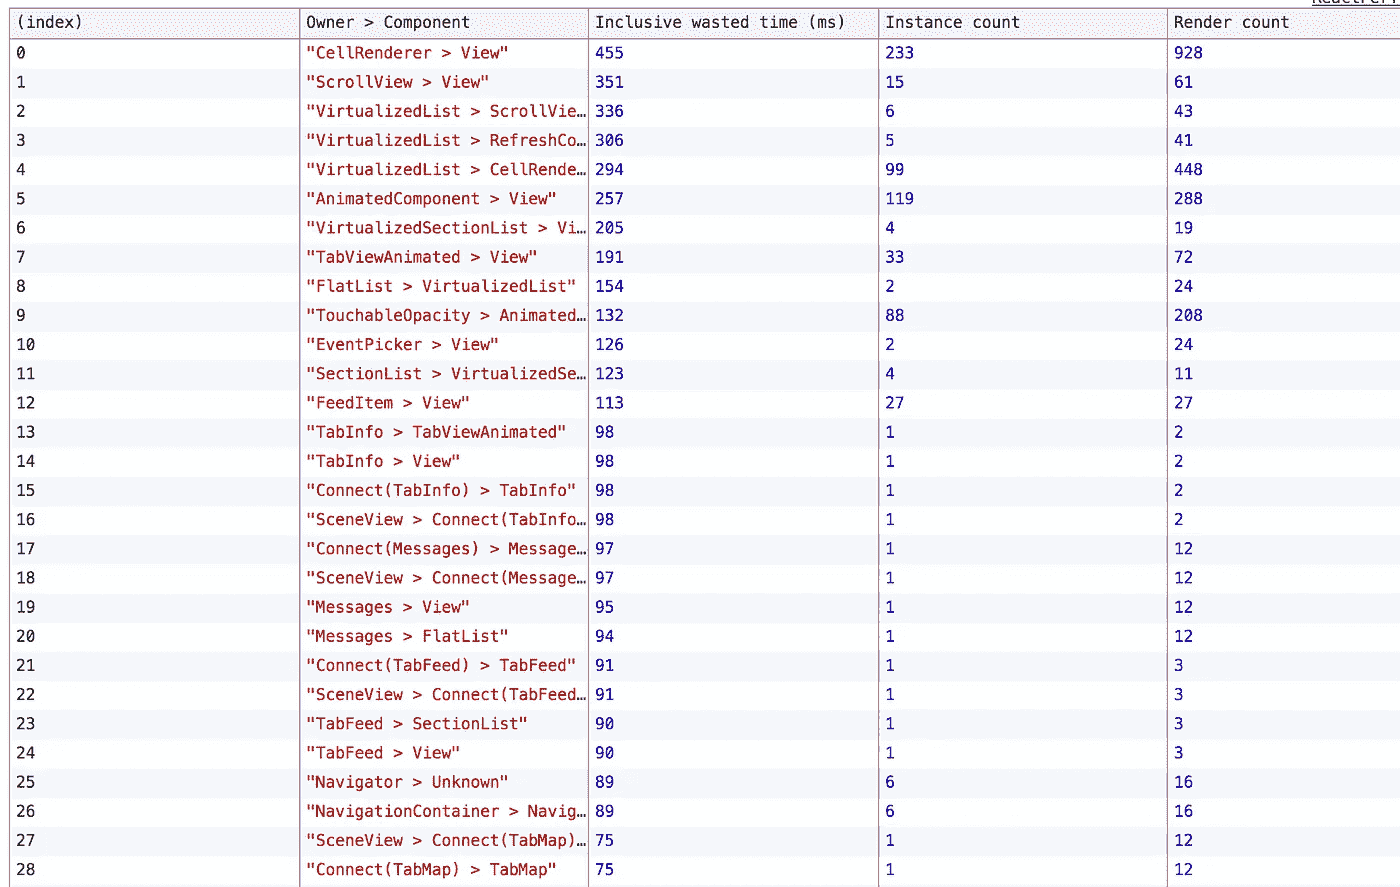 (index) Owner > Component Inclusive wasted time (ms) Instance count Render count
0 "CellRenderer > View" 455 233 928
1 "ScrollView > View" 351 15 61
2 "VirtualizedList > ScrollVie… 336 6 43
3 "VirtualizedList > RefreshCo… 306 5 41
4 "VirtualizedList > CellRende… 294 99 448
5 "AnimatedComponent > View" 257 119 288
6 "VirtualizedSectionList > Vi… 205 4 19
7 "TabViewAnimated > View" 191 33 72
8 "FlatList > VirtualizedList" 154 2 24
9 "TouchableOpacity > Animated… 132 88 208
10 "EventPicker > View" 126 2 24
11 "SectionList > VirtualizedSe… 123 4 11
12 "FeedItem > View" 113 27 27
13 "TabInfo > TabViewAnimated" 98 1 2
14 "TabInfo > View" 98 1 2
15 "Connect(TabInfo) > TabInfo" 98 1 2
16 "SceneView > Connect(TabInfo… 98 1 2
17 "Connect(Messages) > Message… 97 1 12
18 "SceneView > Connect(Message… 97 1 12
19 "Messages > View" 95 1 12
20 "Messages > FlatList" 94 1 12
21 "Connect(TabFeed) > TabFeed" 91 1 3
22 "SceneView > Connect(TabFeed… 91 1 3
23 "TabFeed > SectionList" 90 1 3
24 "TabFeed > View" 90 1 3
25 "Navigator > Unknown" 89 6 16
26 "NavigationContainer > Navig… 89 6 16
27 "SceneView > Connect(TabMap)… 75 1 12
28 "Connect(TabMap) > TabMap" 75 1 12